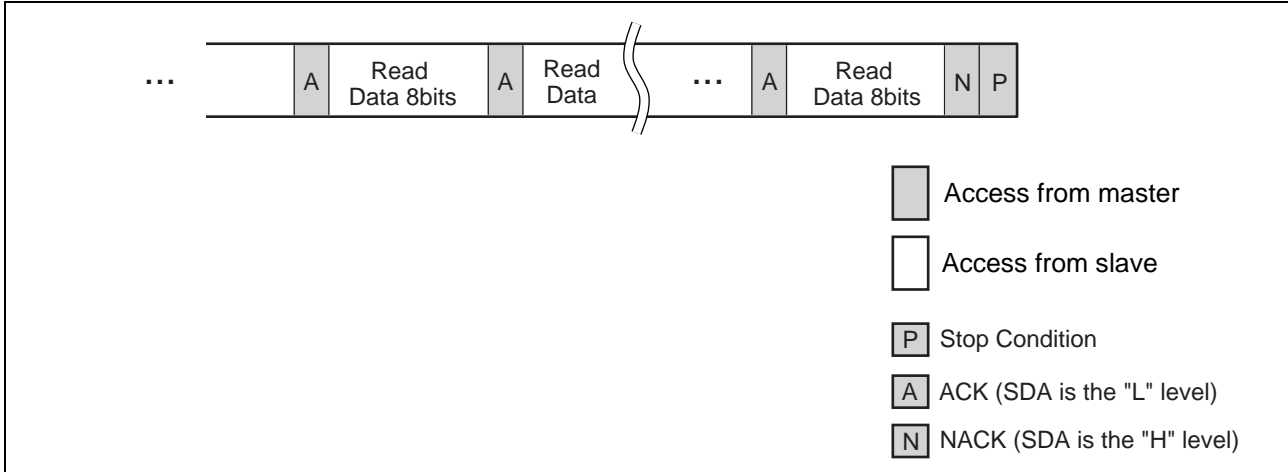 ... A Read Data 8bits A Read Data ... A Read Data 8bits N P
Access from master
Access from slave
P Stop Condition
A ACK (SDA is the "L" level)
N NACK (SDA is the "H" level)